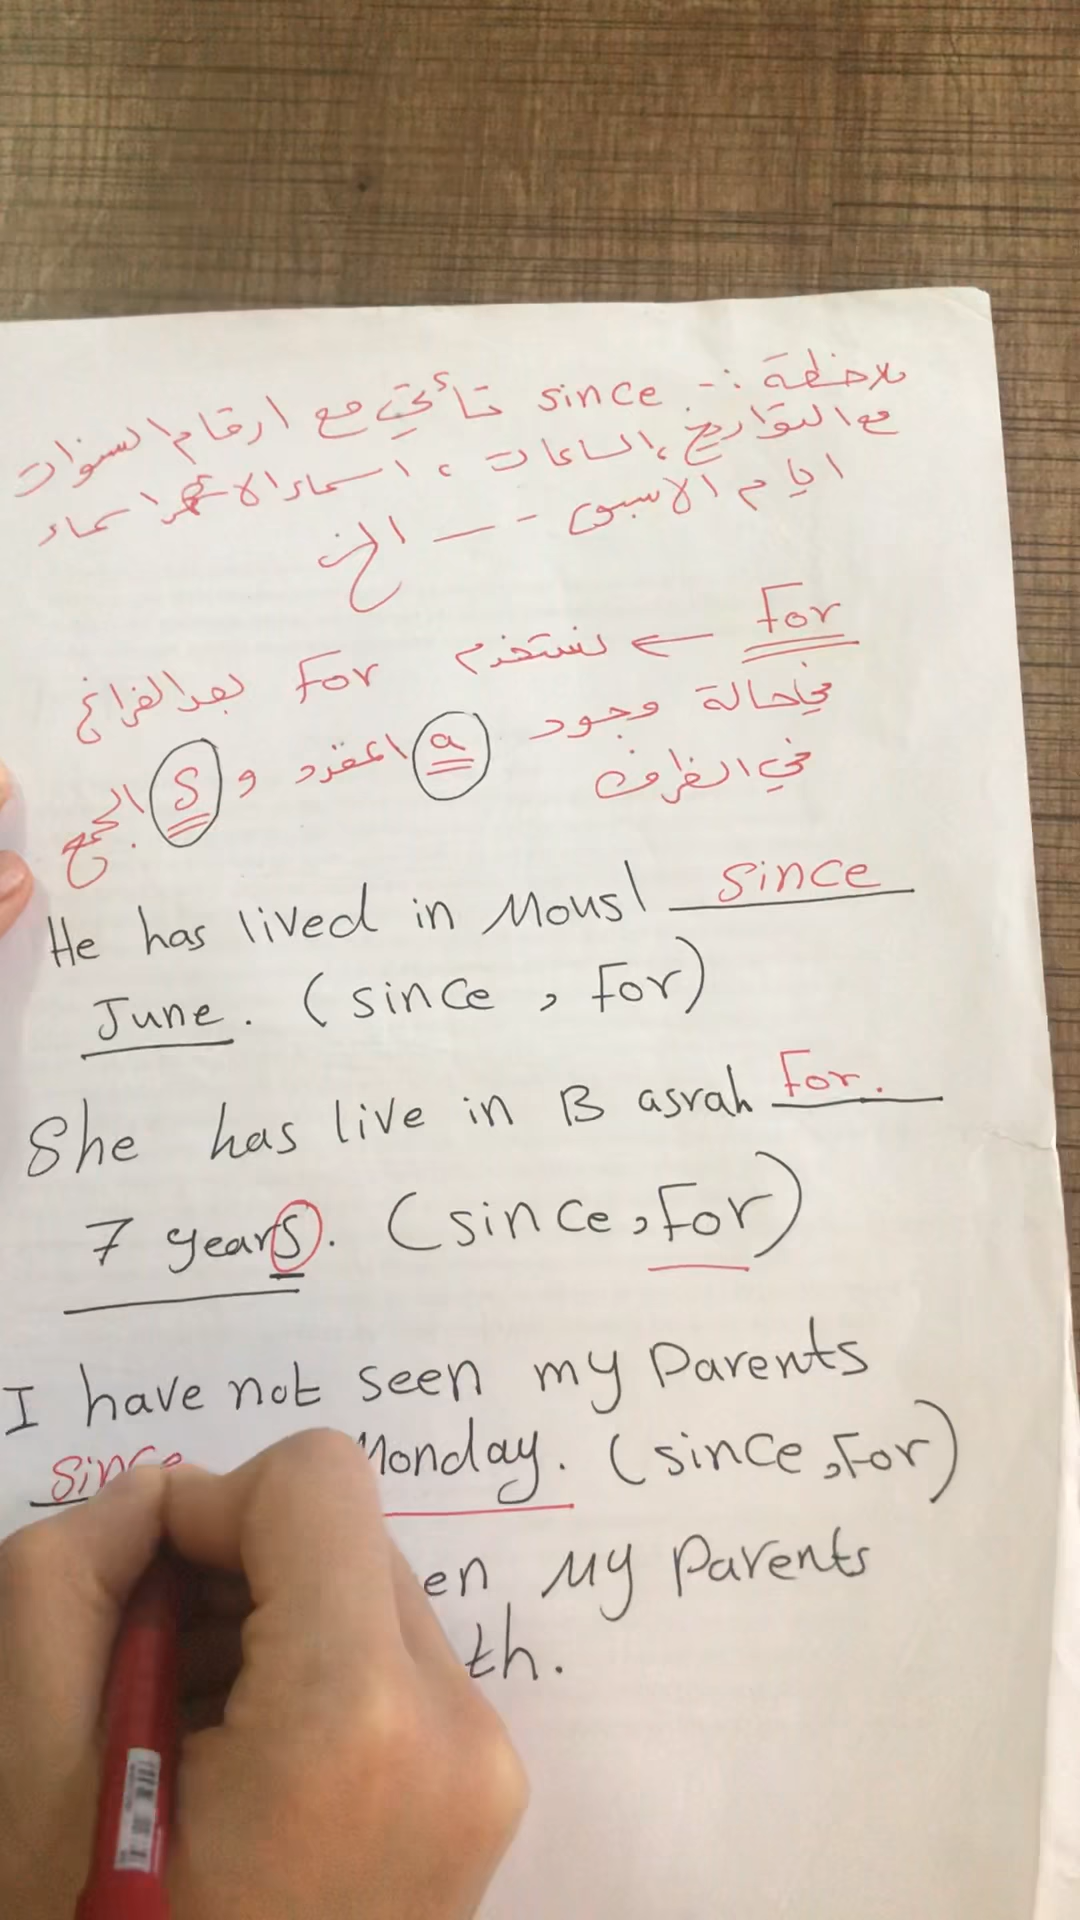 ملاحظة :- since تأتي مع ارقام السنوات
مع التواريخ ، الساعات ، اسماء الاشهر اسماء
ايام الاسبوع - - — الخ
For ← نستخدم For بعد الفراغ
في حالة وجود a المفرد و S الجمع
في الظرف
He has lived in Mousl since
June. (since , For)
She has live in Basrah For.
7 years. (since, For)
I have not seen my Parents
since Monday. (since, For)
en My Parents
th.